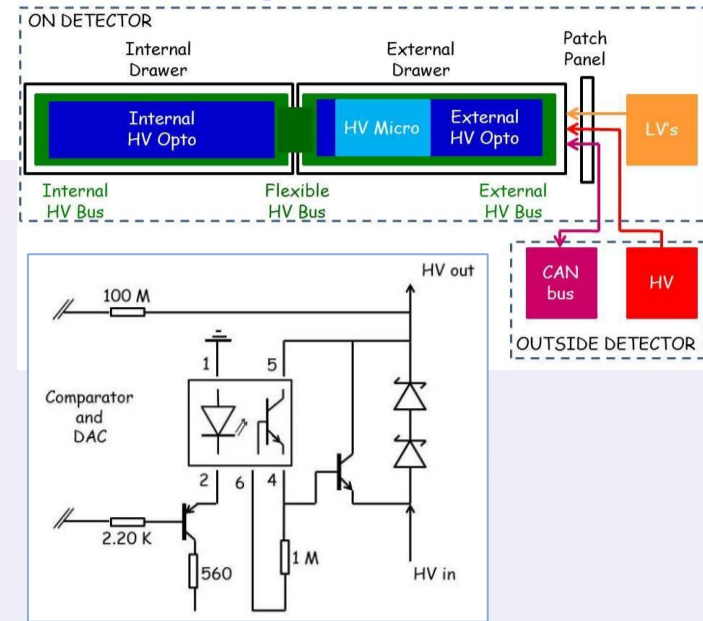 ON DETECTOR
Internal
Drawer
External
Drawer
Patch
Panel
Internal
HV Opto
HV Micro
External
HV Opto
LV's
Internal
HV Bus
Flexible
HV Bus
External
HV Bus
CAN
bus
HV
OUTSIDE DETECTOR
HV out
100 M
1
5
Comparator
and
DAC
2
6
4
2.20 K
560
1 M
HV in